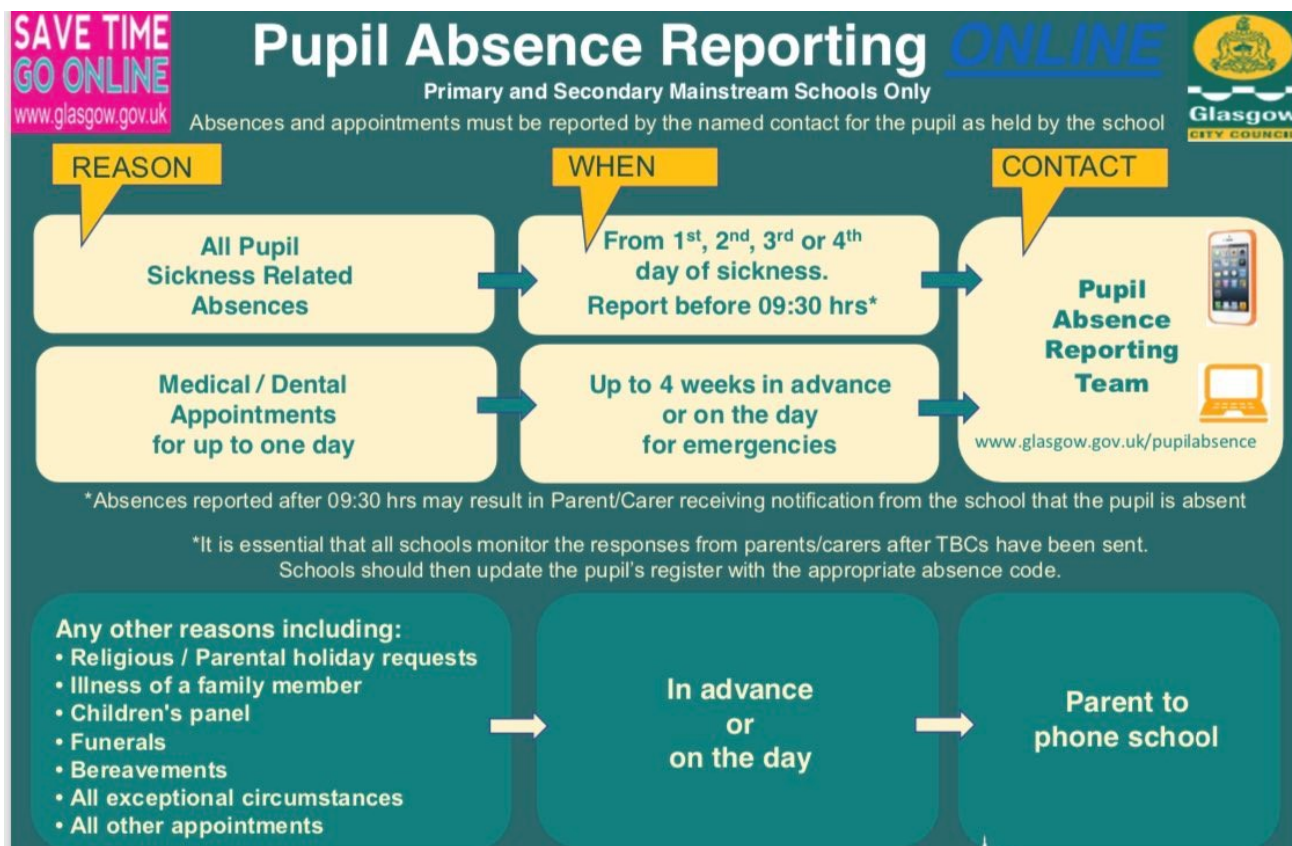 SAVE TIME
GO ONLINE
www.glasgow.gov.uk
Pupil Absence Reporting ONLINE
Primary and Secondary Mainstream Schools Only
Absences and appointments must be reported by the named contact for the pupil as held by the school
Glasgow
CITY COUNCIL
REASON
WHEN
CONTACT
All Pupil
Sickness Related
Absences
From 1st, 2nd, 3rd or 4th
day of sickness.
Report before 09:30 hrs*
Medical / Dental
Appointments
for up to one day
Up to 4 weeks in advance
or on the day
for emergencies
Pupil
Absence
Reporting
Team
www.glasgow.gov.uk/pupilabsence
*Absences reported after 09:30 hrs may result in Parent/Carer receiving notification from the school that the pupil is absent
*It is essential that all schools monitor the responses from parents/carers after TBCs have been sent.
Schools should then update the pupil's register with the appropriate absence code.
Any other reasons including:
• Religious / Parental holiday requests
• Illness of a family member
• Children's panel
• Funerals
• Bereavements
• All exceptional circumstances
• All other appointments
In advance
or
on the day
Parent to
phone school